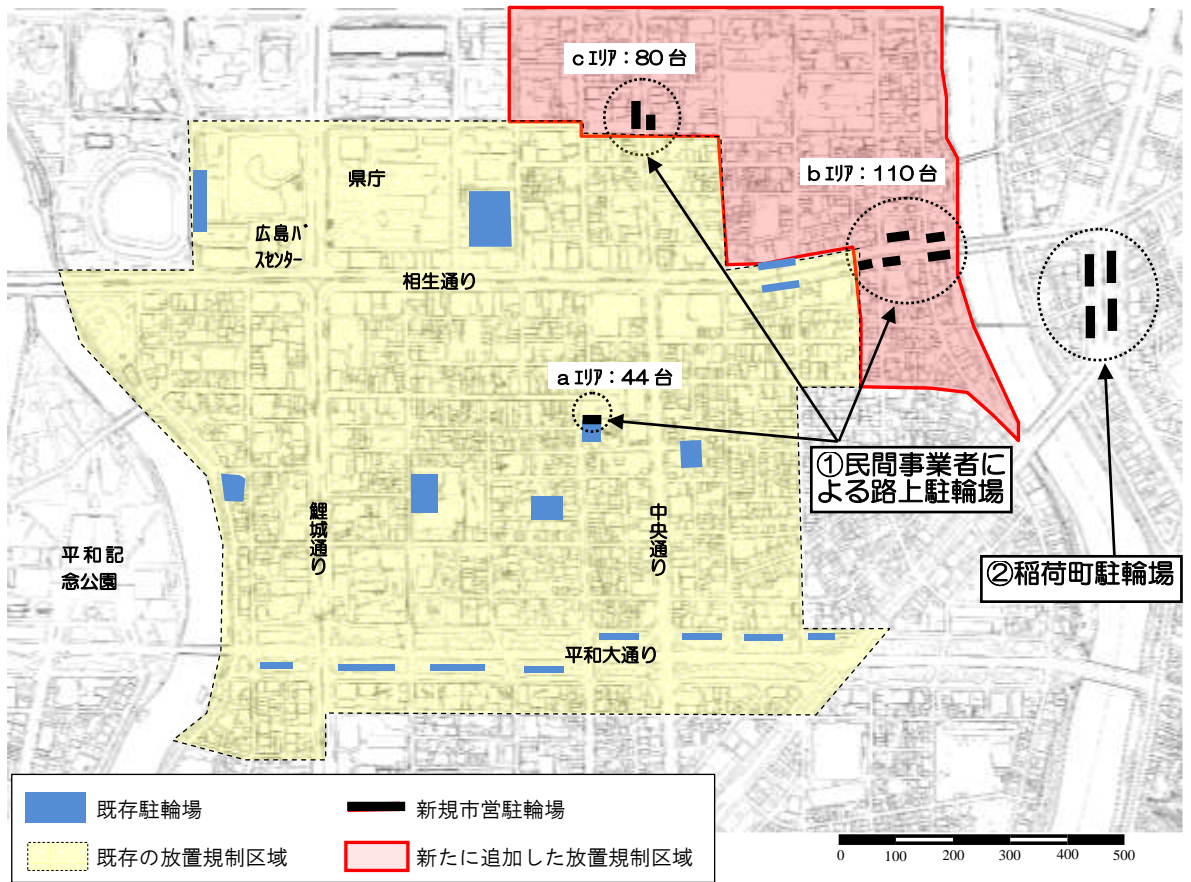 cエリア:80台
bエリア:110台
県庁
広島バ
スセンター
相生通り
aエリア:44台
①民間事業者に
よる路上駐輪場
鯉城通り
中央通り
平和記
念公園
②稲荷町駐輪場
平和大通り
既存駐輪場
新規市営駐輪場
既存の放置規制区域
新たに追加した放置規制区域
0 100 200 300 400 500